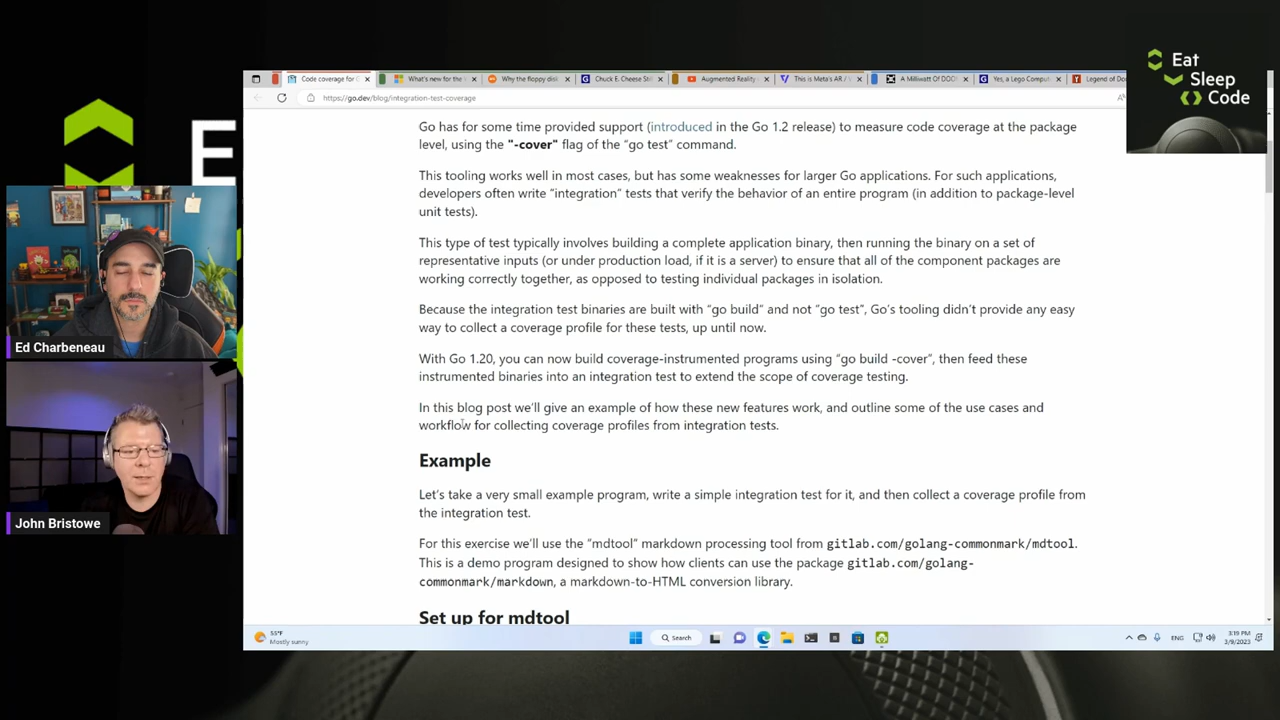 Eat
Sleep
Code
E
Code coverage for G
What's new for the
Why the floppy disk
Chuck E. Cheese Sti
Augmented Reality
This is Meta's AR / V
A Milliwatt Of DOO
Yes, a Lego Comput
Legend of Do
https://go.dev/blog/integration-test-coverage
Go has for some time provided support (introduced in the Go 1.2 release) to measure code coverage at the package
level, using the "-cover" flag of the “go test” command.
This tooling works well in most cases, but has some weaknesses for larger Go applications. For such applications,
developers often write “integration” tests that verify the behavior of an entire program (in addition to package-level
unit tests).
This type of test typically involves building a complete application binary, then running the binary on a set of
representative inputs (or under production load, if it is a server) to ensure that all of the component packages are
working correctly together, as opposed to testing individual packages in isolation.
Because the integration test binaries are built with “go build” and not “go test”, Go’s tooling didn’t provide any easy
way to collect a coverage profile for these tests, up until now.
With Go 1.20, you can now build coverage-instrumented programs using “go build -cover”, then feed these
instrumented binaries into an integration test to extend the scope of coverage testing.
In this blog post we’ll give an example of how these new features work, and outline some of the use cases and
workflow for collecting coverage profiles from integration tests.
Example
Let’s take a very small example program, write a simple integration test for it, and then collect a coverage profile from
the integration test.
For this exercise we’ll use the “mdtool” markdown processing tool from gitlab.com/golang-commonmark/mdtool.
This is a demo program designed to show how clients can use the package gitlab.com/golang-
commonmark/markdown, a markdown-to-HTML conversion library.
Set up for mdtool
Ed Charbeneau
John Bristowe
55°F
Mostly sunny
Search
ENG
3:19 PM
3/9/2023